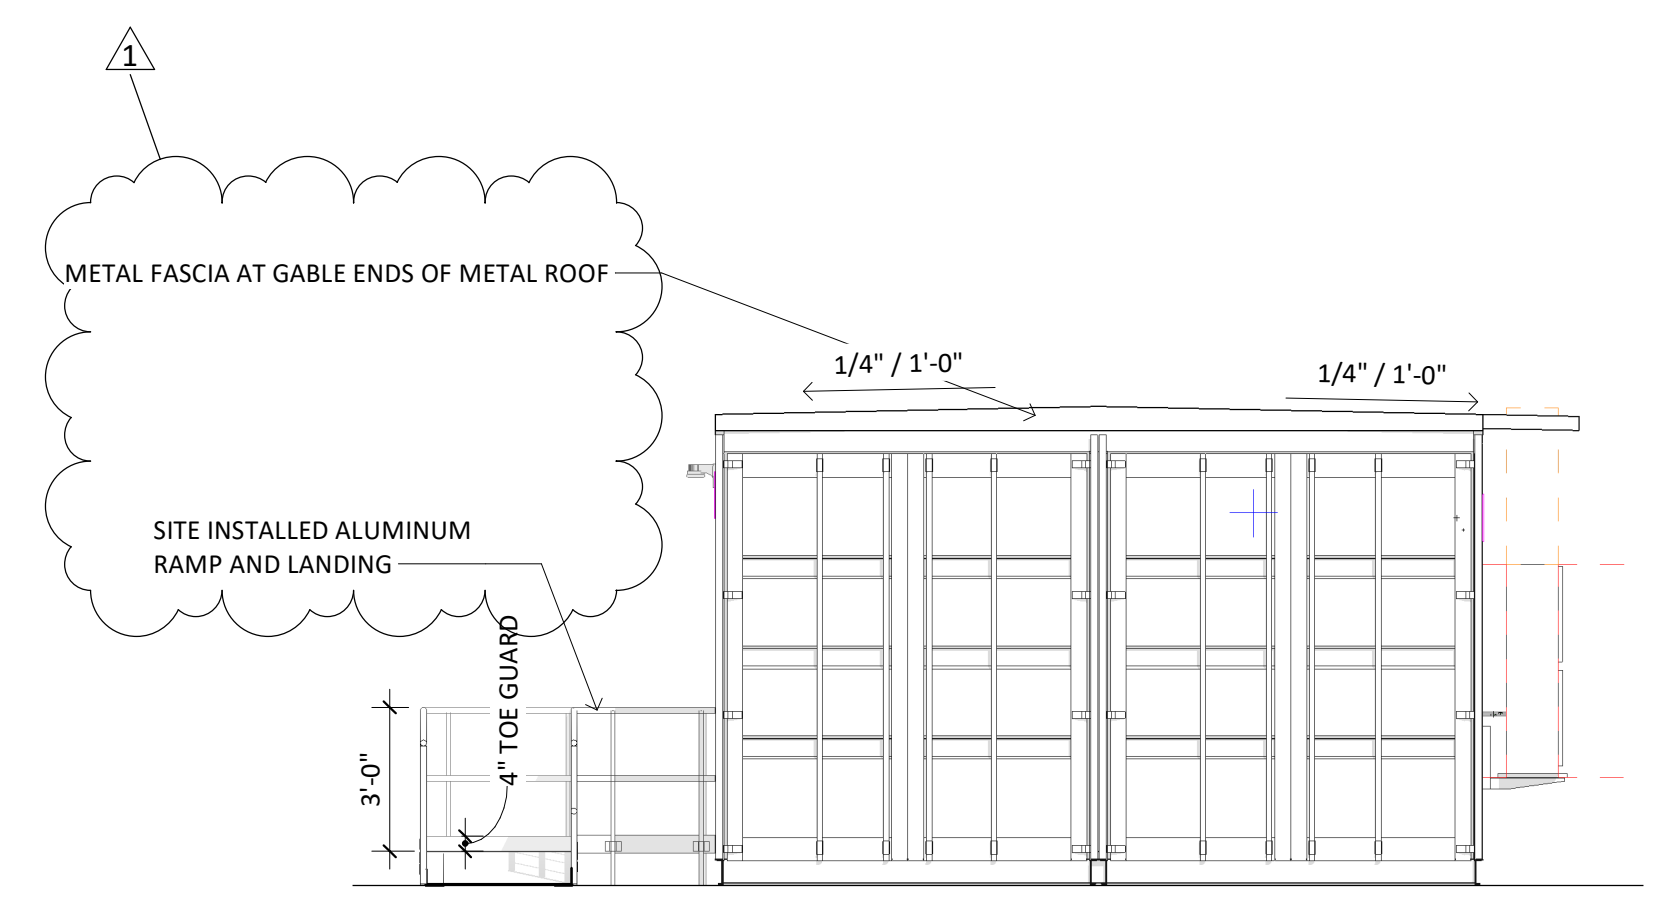 1
METAL FASCIA AT GABLE ENDS OF METAL ROOF
1/4" / 1'-0"
1/4" / 1'-0"
SITE INSTALLED ALUMINUM
RAMP AND LANDING
4" TOE GUARD
3'-0"